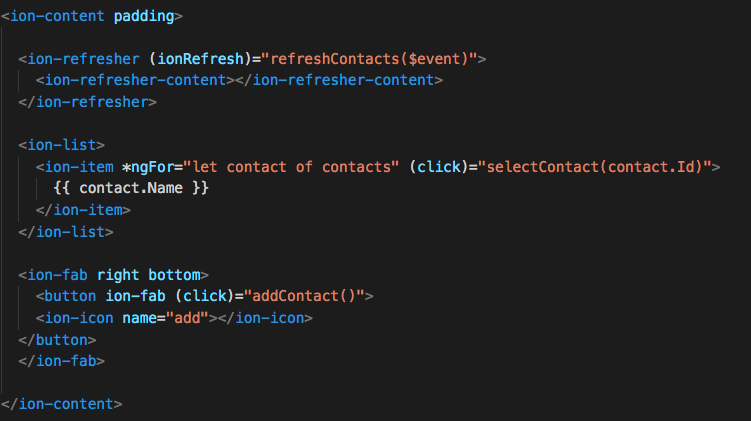 <ion-content padding>
<ion-refresher (ionRefresh)="refreshContacts($event)">
<ion-refresher-content></ion-refresher-content>
</ion-refresher>
<ion-list>
<ion-item *ngFor="let contact of contacts" (click)="selectContact(contact.Id)">
{{ contact.Name }}
</ion-item>
</ion-list>
<ion-fab right bottom>
<button ion-fab (click)="addContact()">
<ion-icon name="add"></ion-icon>
</button>
</ion-fab>
</ion-content>